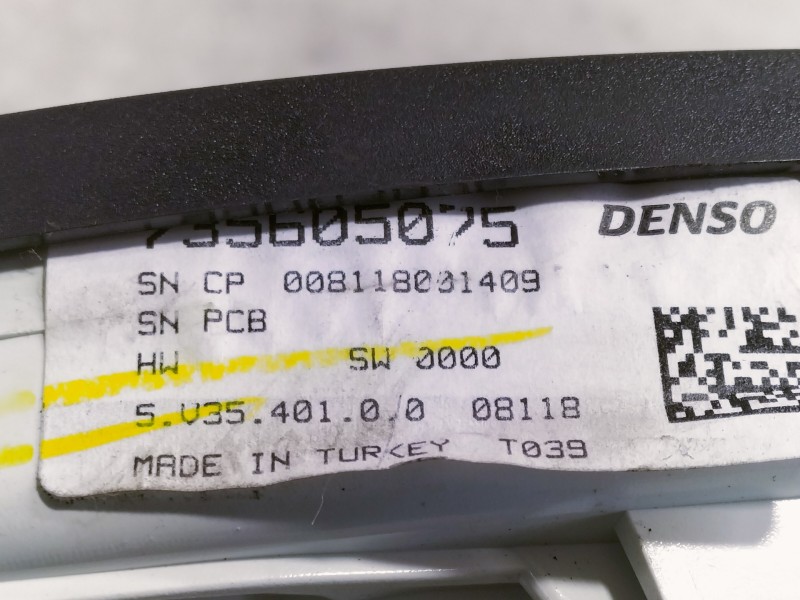 735605075 DENSO
SN CP 008118001409
SN PCB
HW SW 0000
S.V35.401.0/0 08118
MADE IN TURKEY T039